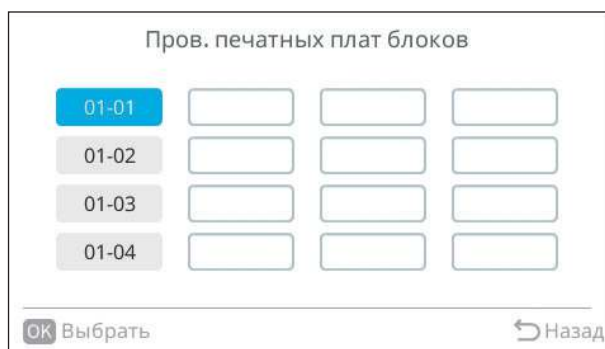 Пров. печатных плат блоков
01-01
01-02
01-03
01-04
OK Выбрать
Назад